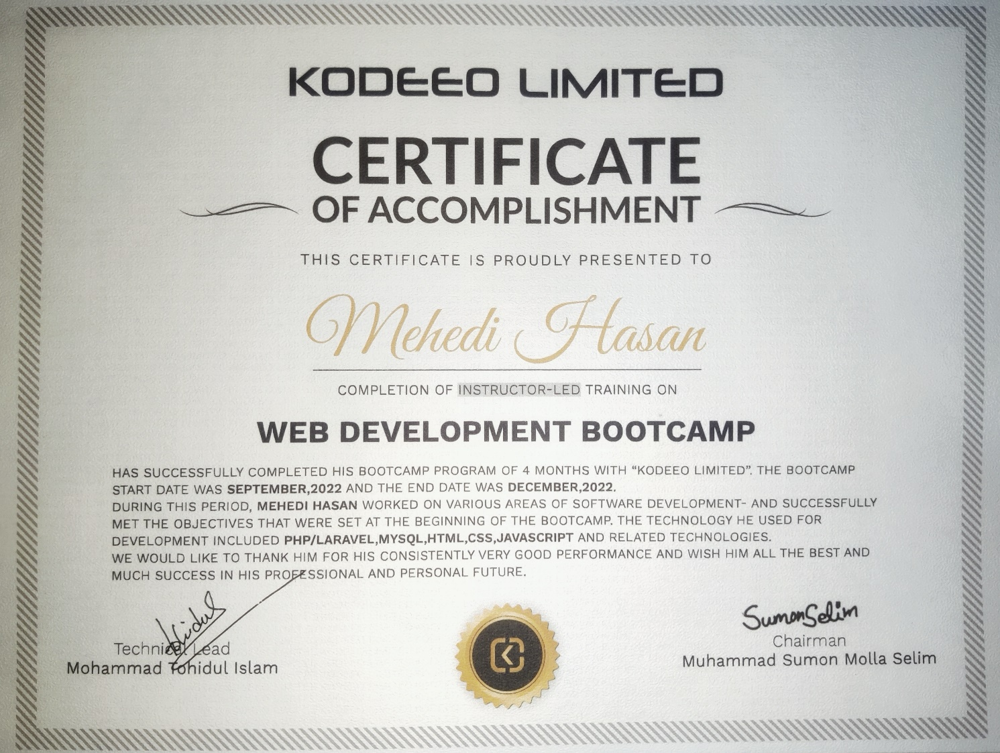 KODEEO LIMITED
CERTIFICATE
OF ACCOMPLISHMENT
THIS CERTIFICATE IS PROUDLY PRESENTED TO
Mehedi Hasan
COMPLETION OF INSTRUCTOR-LED TRAINING ON
WEB DEVELOPMENT BOOTCAMP
HAS SUCCESSFULLY COMPLETED HIS BOOTCAMP PROGRAM OF 4 MONTHS WITH “KODEEO LIMITED”. THE BOOTCAMP
START DATE WAS SEPTEMBER,2022 AND THE END DATE WAS DECEMBER,2022.
DURING THIS PERIOD, MEHEDI HASAN WORKED ON VARIOUS AREAS OF SOFTWARE DEVELOPMENT- AND SUCCESSFULLY
MET THE OBJECTIVES THAT WERE SET AT THE BEGINNING OF THE BOOTCAMP. THE TECHNOLOGY HE USED FOR
DEVELOPMENT INCLUDED PHP/LARAVEL,MYSQL,HTML,CSS,JAVASCRIPT AND RELATED TECHNOLOGIES.
WE WOULD LIKE TO THANK HIM FOR HIS CONSISTENTLY VERY GOOD PERFORMANCE AND WISH HIM ALL THE BEST AND
MUCH SUCCESS IN HIS PROFESSIONAL AND PERSONAL FUTURE.
Technical Lead
Mohammad Tohidul Islam
SumonSelim
Chairman
Muhammad Sumon Molla Selim